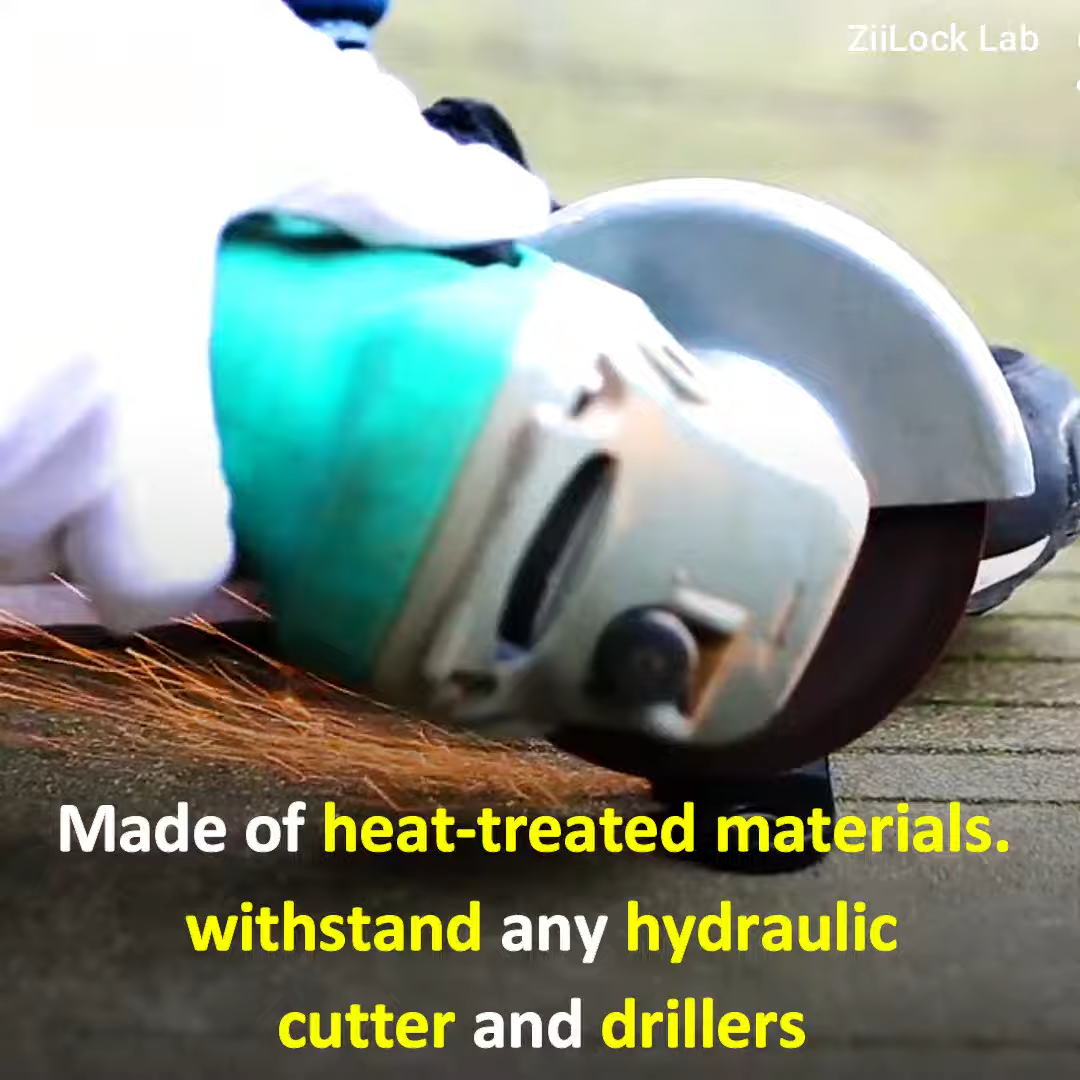 ZiiLock Lab
Made of heat-treated materials.
withstand any hydraulic
cutter and drillers